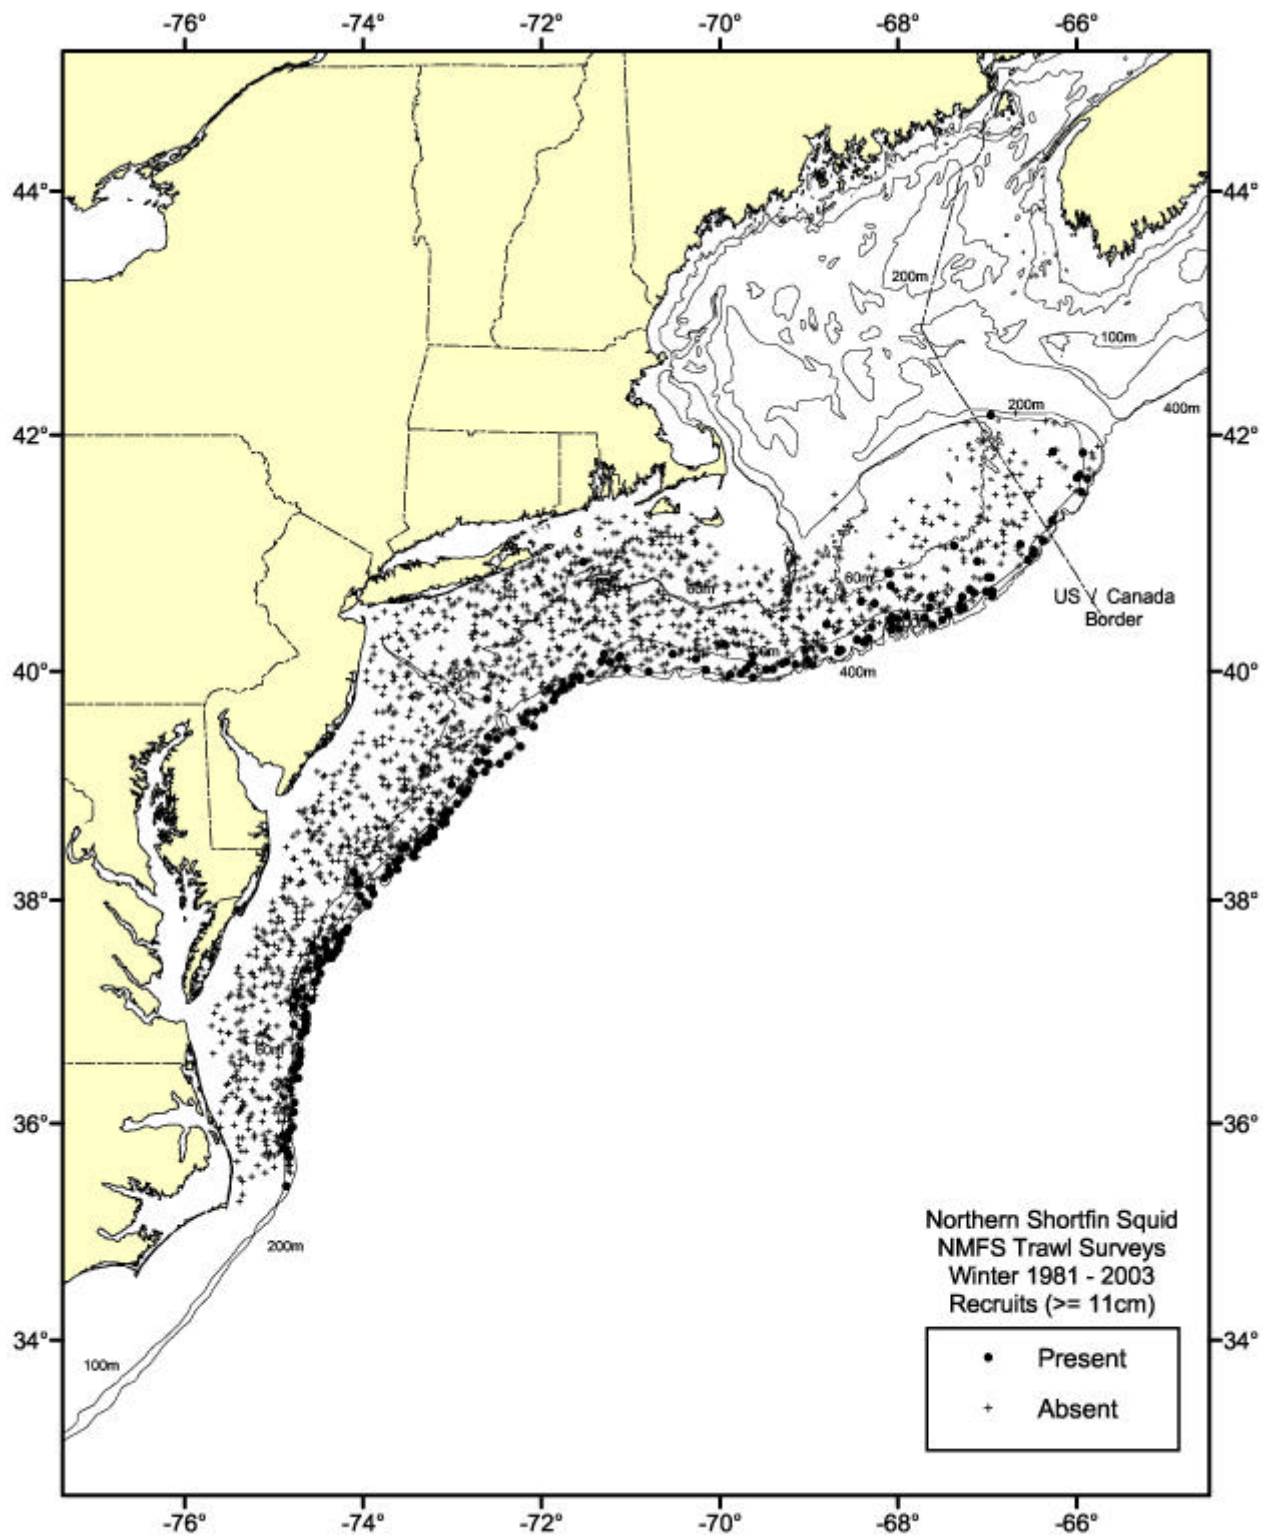 -76° -74° -72° -70° -68° -66°
44° 44°
200m
100m
200m
400m
42° 42°
60m
60m
US / Canada
Border
40° 400m 40°
38° 38°
60m
36° 36°
Northern Shortfin Squid
NMFS Trawl Surveys
200m
Winter 1981 - 2003
Recruits (>= 11cm)
34° 34°
100m
Present
Absent
-76° -74° -72° -70° -68° -66°